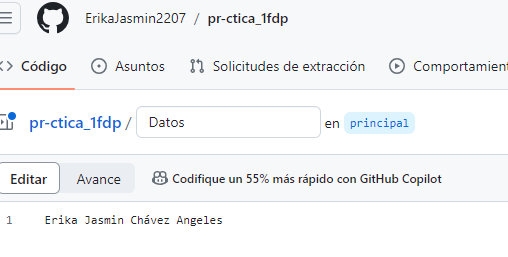 ErikaJasmin2207 / pr-ctica_1fdp
<> Código Asuntos Solicitudes de extracción Comportamient
pr-ctica_1fdp / Datos en principal
Editar Avance Codifique un 55% más rápido con GitHub Copilot
1 Erika Jasmin Chávez Angeles